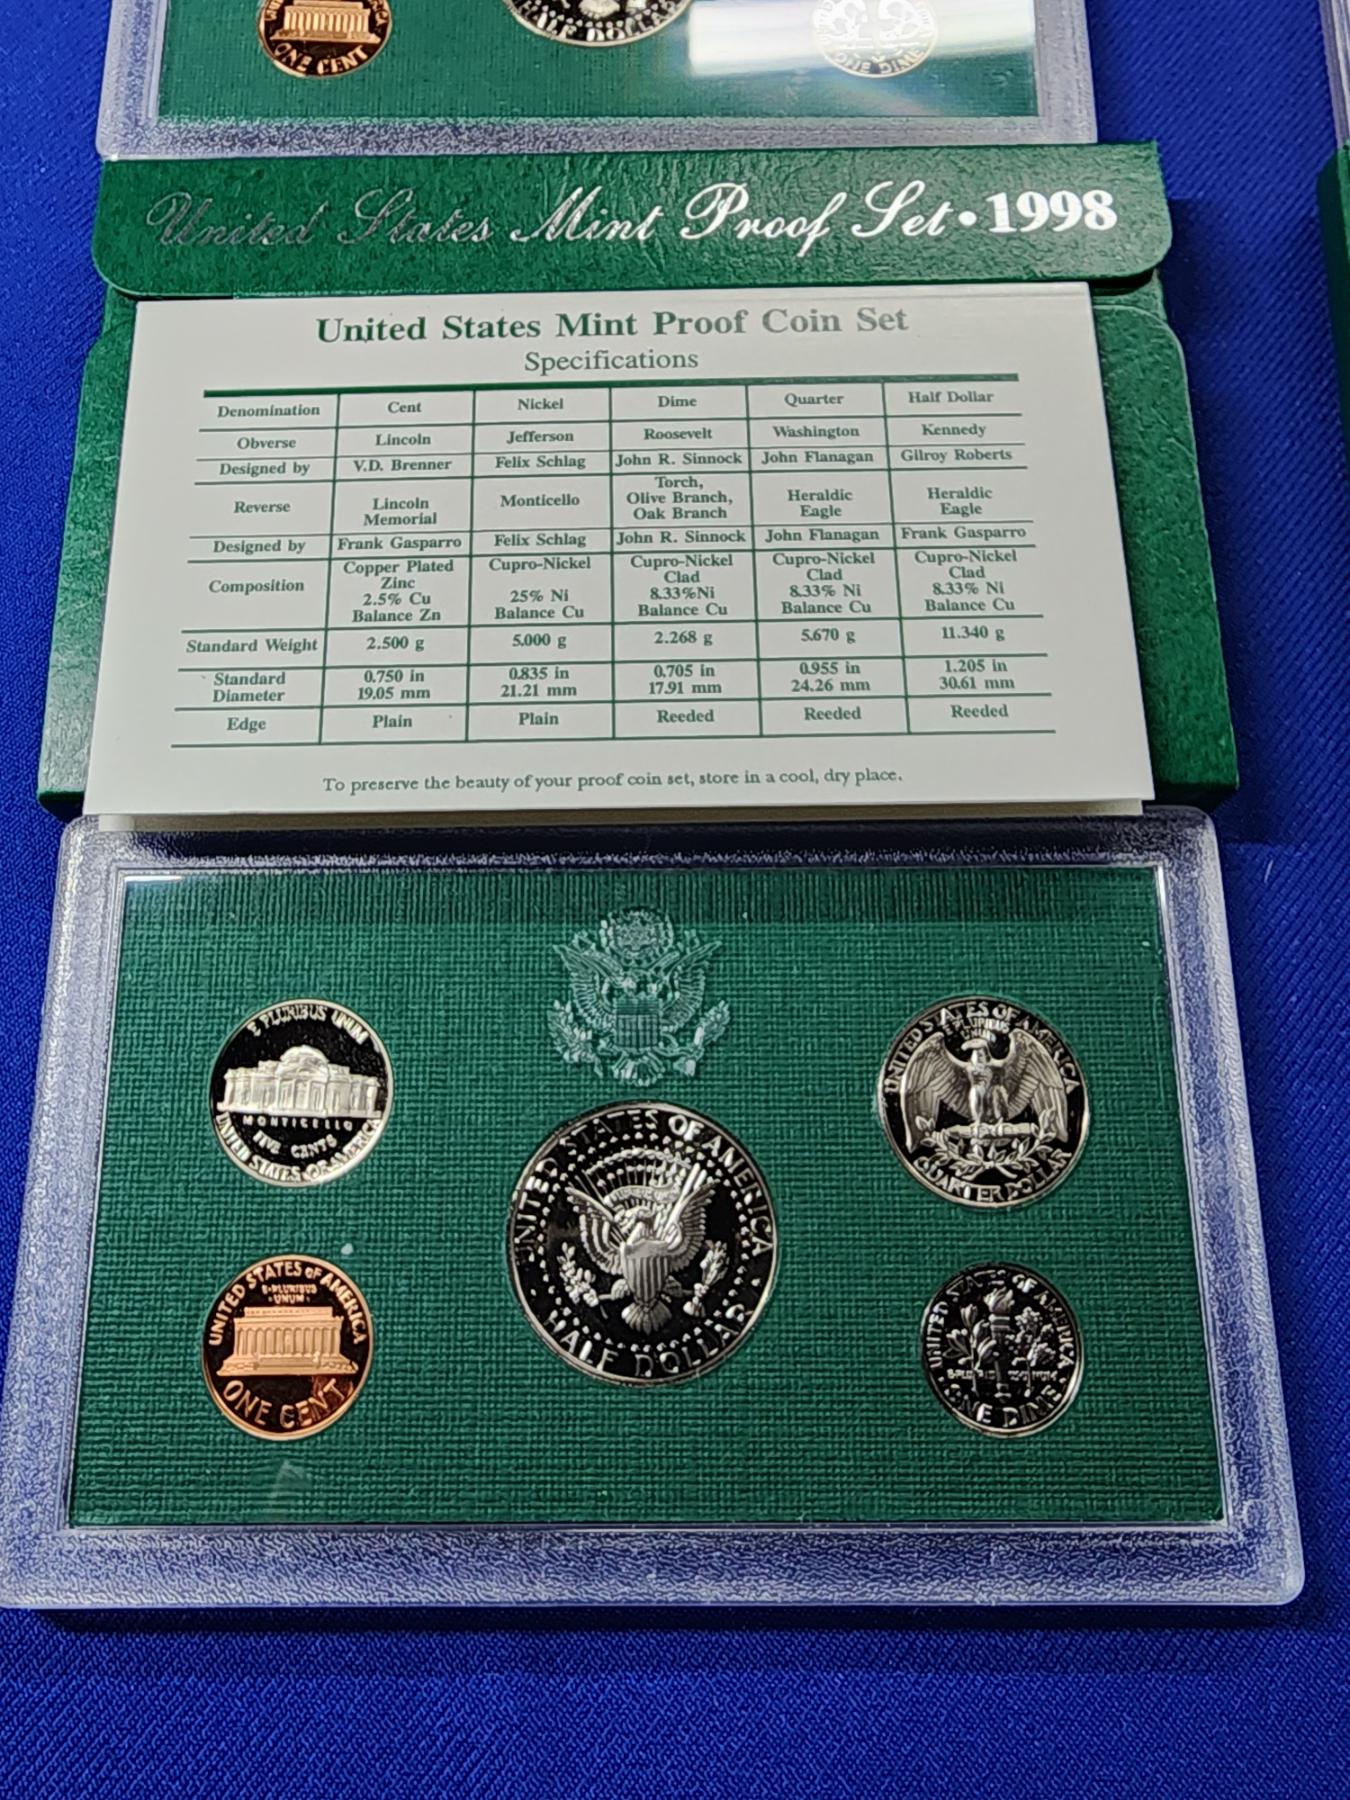 ONE CENT
HALF DOLLAR
ONE DIME
United States Mint Proof Set • 1998
United States Mint Proof Coin Set
Specifications
Denomination Cent Nickel Dime Quarter Half Dollar
Obverse Lincoln Jefferson Roosevelt Washington Kennedy
Designed by V.D. Brenner Felix Schlag John R. Sinnock John Flanagan Gilroy Roberts
Reverse Lincoln Memorial Monticello Torch, Olive Branch, Oak Branch Heraldic Eagle Heraldic Eagle
Designed by Frank Gasparro Felix Schlag John R. Sinnock John Flanagan Frank Gasparro
Composition Copper Plated Zinc 2.5% Cu Balance Zn Cupro-Nickel 25% Ni Balance Cu Cupro-Nickel Clad 8.33%Ni Balance Cu Cupro-Nickel Clad 8.33% Ni Balance Cu Cupro-Nickel Clad 8.33% Ni Balance Cu
Standard Weight 2.500 g 5.000 g 2.268 g 5.670 g 11.340 g
Standard Diameter 0.750 in 19.05 mm 0.835 in 21.21 mm 0.705 in 17.91 mm 0.955 in 24.26 mm 1.205 in 30.61 mm
Edge Plain Plain Reeded Reeded Reeded
To preserve the beauty of your proof coin set, store in a cool, dry place.
E PLURIBUS UNUM
MONTICELLO
FIVE CENTS
UNITED STATES OF AMERICA
UNITED STATES OF AMERICA
E PLURIBUS
UNUM
QUARTER DOLLAR
UNITED STATES OF AMERICA
HALF DOLLAR
UNITED STATES OF AMERICA
E·PLURIBUS
·UNUM·
ONE CENT
UNITED STATES OF AMERICA
ONE DIME